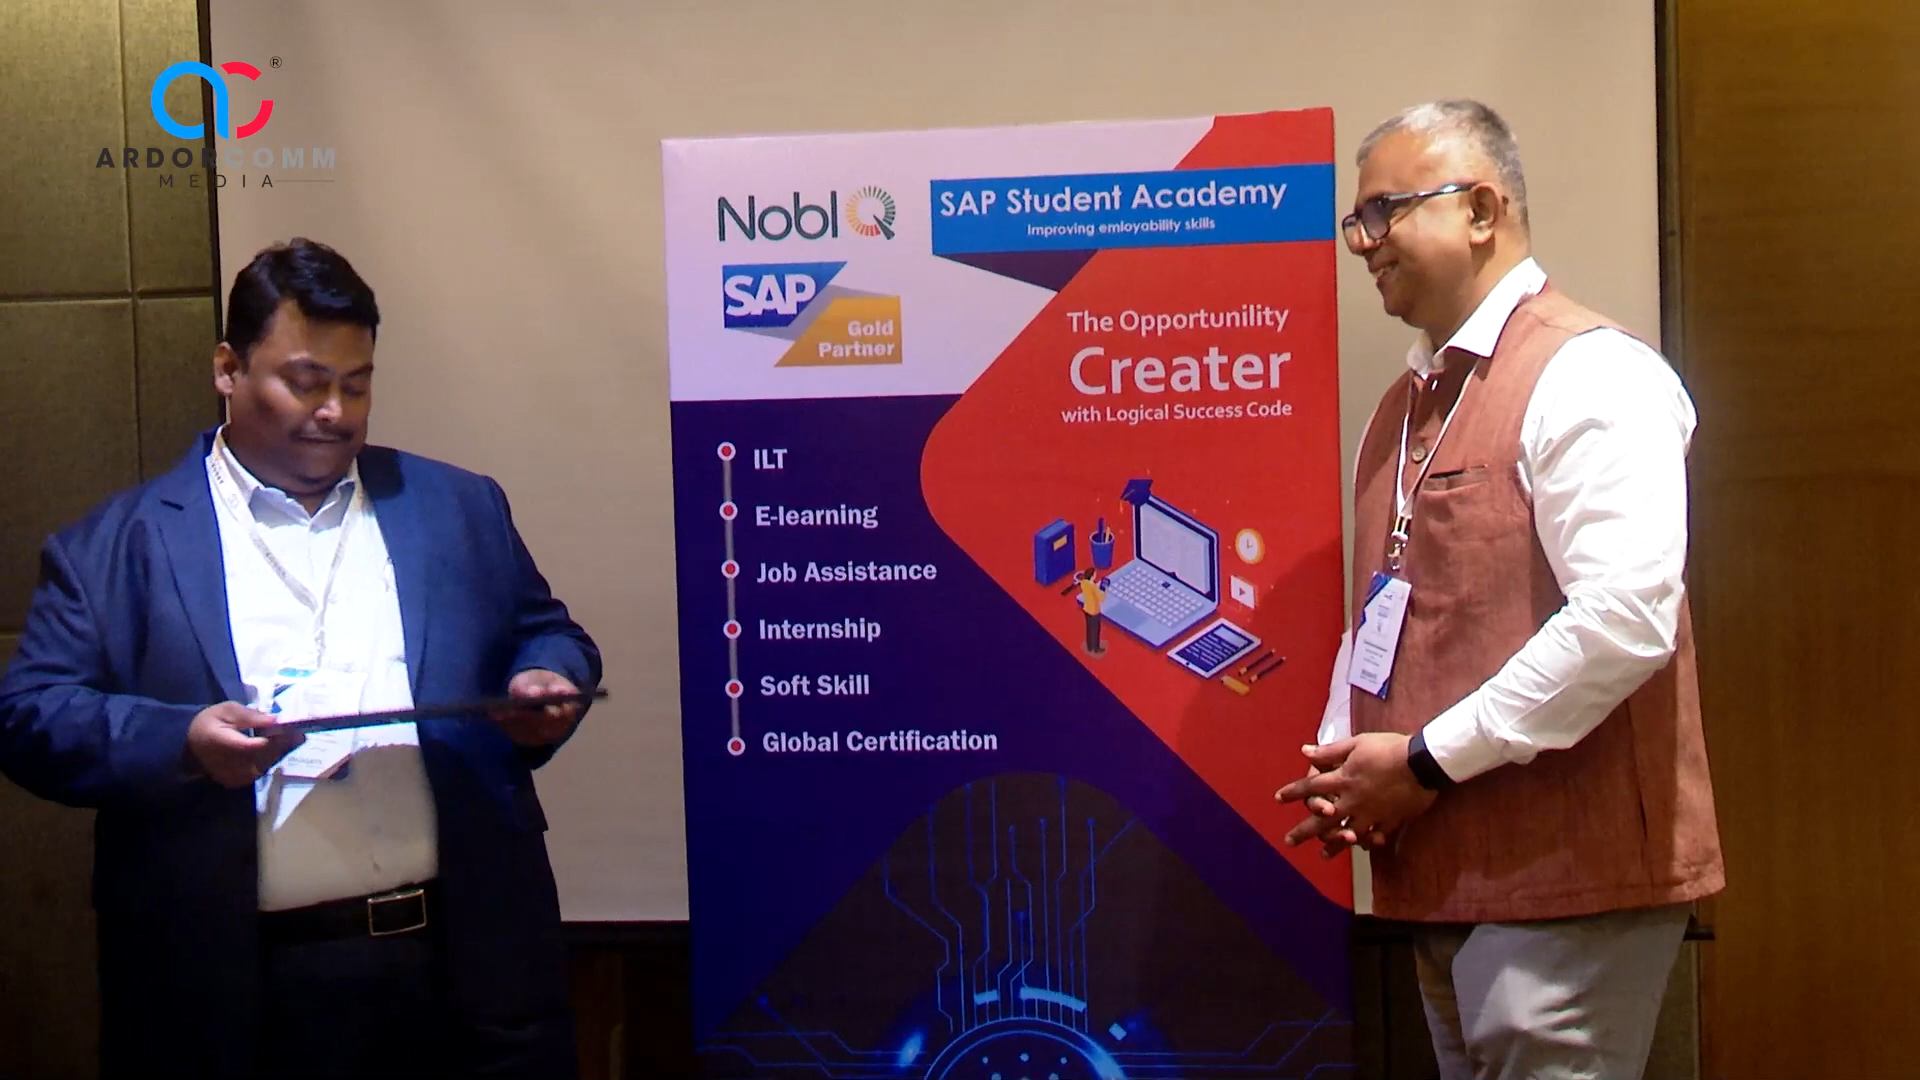 ®
ARDORCOMM
MEDIA
NoblQ
SAP Student Academy
Improving emloyability skills
SAP
Gold
Partner
The Opportunility
Creater
with Logical Success Code
ILT
E-learning
Job Assistance
Internship
Soft Skill
Global Certification